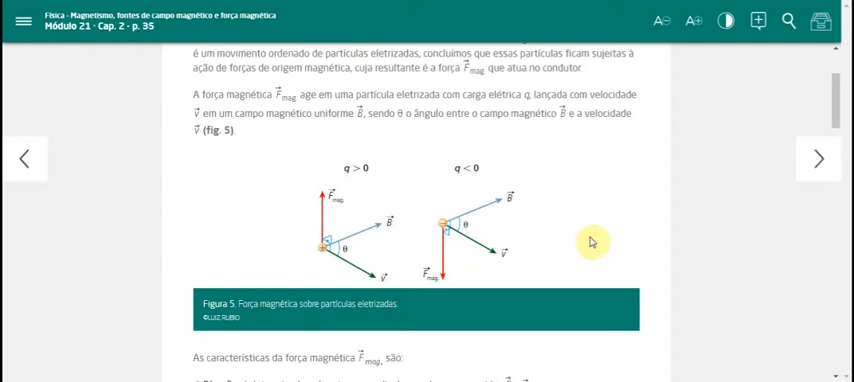 Física - Magnetismo, fontes de campo magnético e força magnética
Módulo 21 - Cap. 2 - p. 35
A⊖ A⊕
é um movimento ordenado de partículas eletrizadas, concluímos que essas partículas ficam sujeitas à
ação de forças de origem magnética, cuja resultante é a força F⃗mag. que atua no condutor.
A força magnética F⃗mag. age em uma partícula eletrizada com carga elétrica q, lançada com velocidade
v⃗ em um campo magnético uniforme B⃗, sendo θ o ângulo entre o campo magnético B⃗ e a velocidade
v⃗ (fig. 5).
q > 0
q < 0
F⃗mag.
B⃗
θ
v⃗
B⃗
θ
v⃗
F⃗mag.
Figura 5. Força magnética sobre partículas eletrizadas.
©LUIZ RUBIO
As características da força magnética F⃗mag. são: